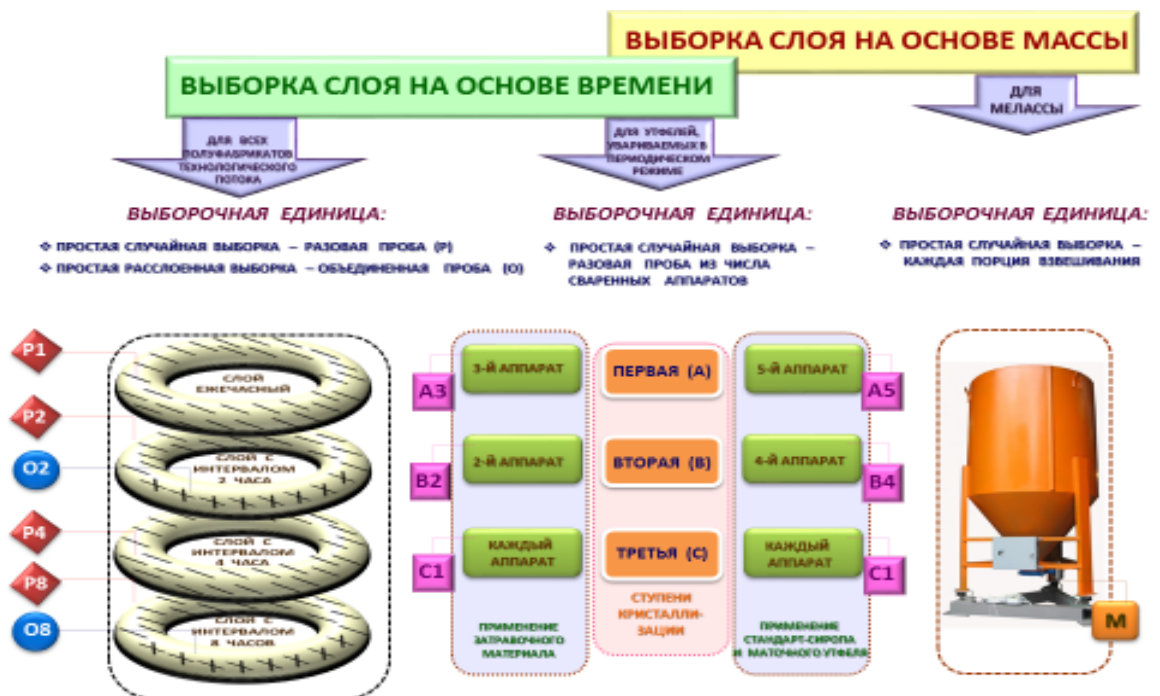 ВЫБОРКА СЛОЯ НА ОСНОВЕ МАССЫ
ВЫБОРКА СЛОЯ НА ОСНОВЕ ВРЕМЕНИ
ДЛЯ ВСЕХ
ПОЛУФАБРИКАТОВ
ТЕХНОЛОГИЧЕСКОГО
ПОТОКА
ДЛЯ УТФЕЛЕЙ,
УВАРИВАЕМЫХ В
ПЕРИОДИЧЕСКОМ
РЕЖИМЕ
ДЛЯ
МЕЛАССЫ
ВЫБОРОЧНАЯ ЕДИНИЦА:
❖ ПРОСТАЯ СЛУЧАЙНАЯ ВЫБОРКА – РАЗОВАЯ ПРОБА (Р)
❖ ПРОСТАЯ РАССЛОЕННАЯ ВЫБОРКА – ОБЪЕДИНЕННАЯ ПРОБА (О)
ВЫБОРОЧНАЯ ЕДИНИЦА:
❖ ПРОСТАЯ СЛУЧАЙНАЯ ВЫБОРКА –
РАЗОВАЯ ПРОБА ИЗ ЧИСЛА
СВАРЕННЫХ АППАРАТОВ
ВЫБОРОЧНАЯ ЕДИНИЦА:
❖ ПРОСТАЯ СЛУЧАЙНАЯ ВЫБОРКА –
КАЖДАЯ ПОРЦИЯ ВЗВЕШИВАНИЯ
Р1
Р2
О2
Р4
Р8
О8
СЛОЙ
ЕЖЕЧАСНЫЙ
СЛОЙ С
ИНТЕРВАЛОМ
2 ЧАСА
СЛОЙ С
ИНТЕРВАЛОМ
4 ЧАСА
СЛОЙ С
ИНТЕРВАЛОМ
8 ЧАСОВ
3-Й АППАРАТ
А3
2-Й АППАРАТ
В2
КАЖДЫЙ
АППАРАТ
С1
ПРИМЕНЕНИЕ
ЗАТРАВОЧНОГО
МАТЕРИАЛА
ПЕРВАЯ (А)
ВТОРАЯ (В)
ТРЕТЬЯ (С)
СТУПЕНИ
КРИСТАЛЛИ-
ЗАЦИИ
5-Й АППАРАТ
А5
4-Й АППАРАТ
В4
КАЖДЫЙ
АППАРАТ
С1
ПРИМЕНЕНИЕ
СТАНДАРТ-СИРОПА
И МАТОЧНОГО УТФЕЛЯ
М